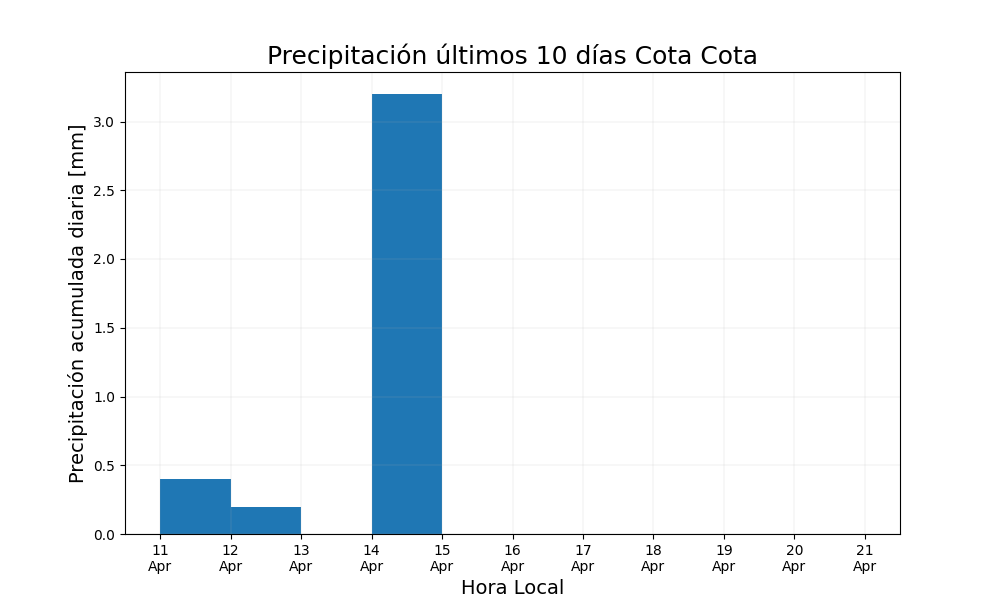 Precipitación últimos 10 días Cota Cota
Precipitación acumulada diaria [mm]
3.0
2.5
2.0
1.5
1.0
0.5
0.0
11 12 13 14 15 16 17 18 19 20 21
Apr Apr Apr Apr Apr Apr Apr Apr Apr Apr Apr
Hora Local